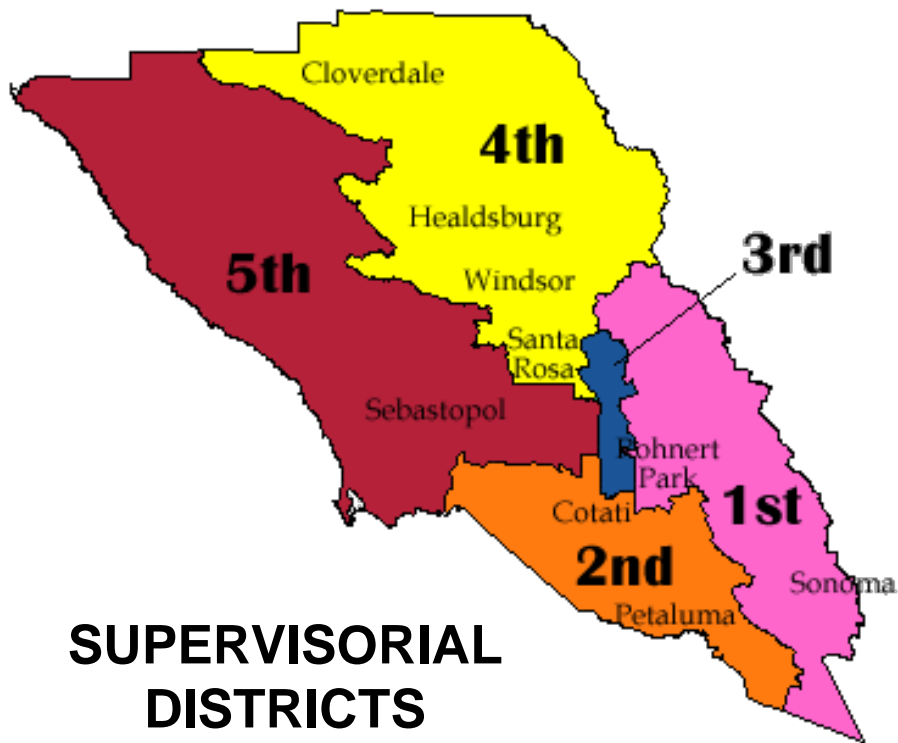 Cloverdale
4th
Healdsburg
3rd
5th
Windsor
Santa
Rosa
Sebastopol
Rohnert
Park
1st
Cotati
2nd
Sonoma
Petaluma
SUPERVISORIAL
DISTRICTS